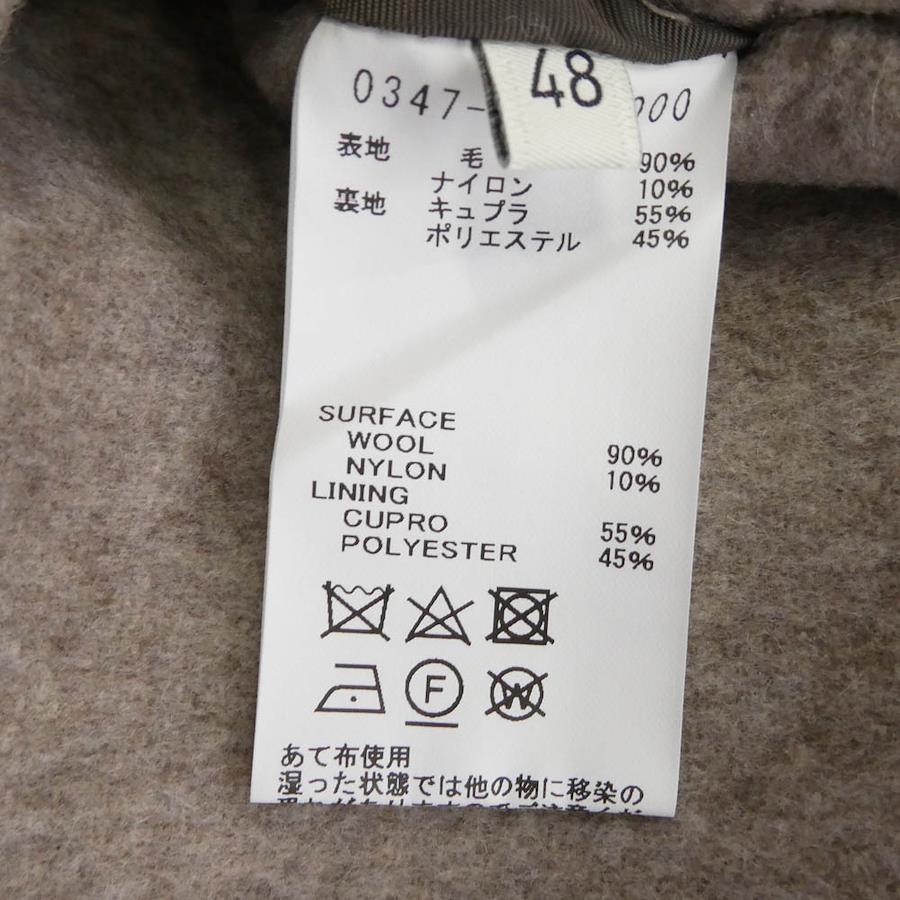 48
0347- 000
表地 毛 90%
ナイロン 10%
裏地 キュプラ 55%
ポリエステル 45%
SURFACE
WOOL 90%
NYLON 10%
LINING
CUPRO 55%
POLYESTER 45%
F
W
あて布使用
湿った状態では他の物に移染の